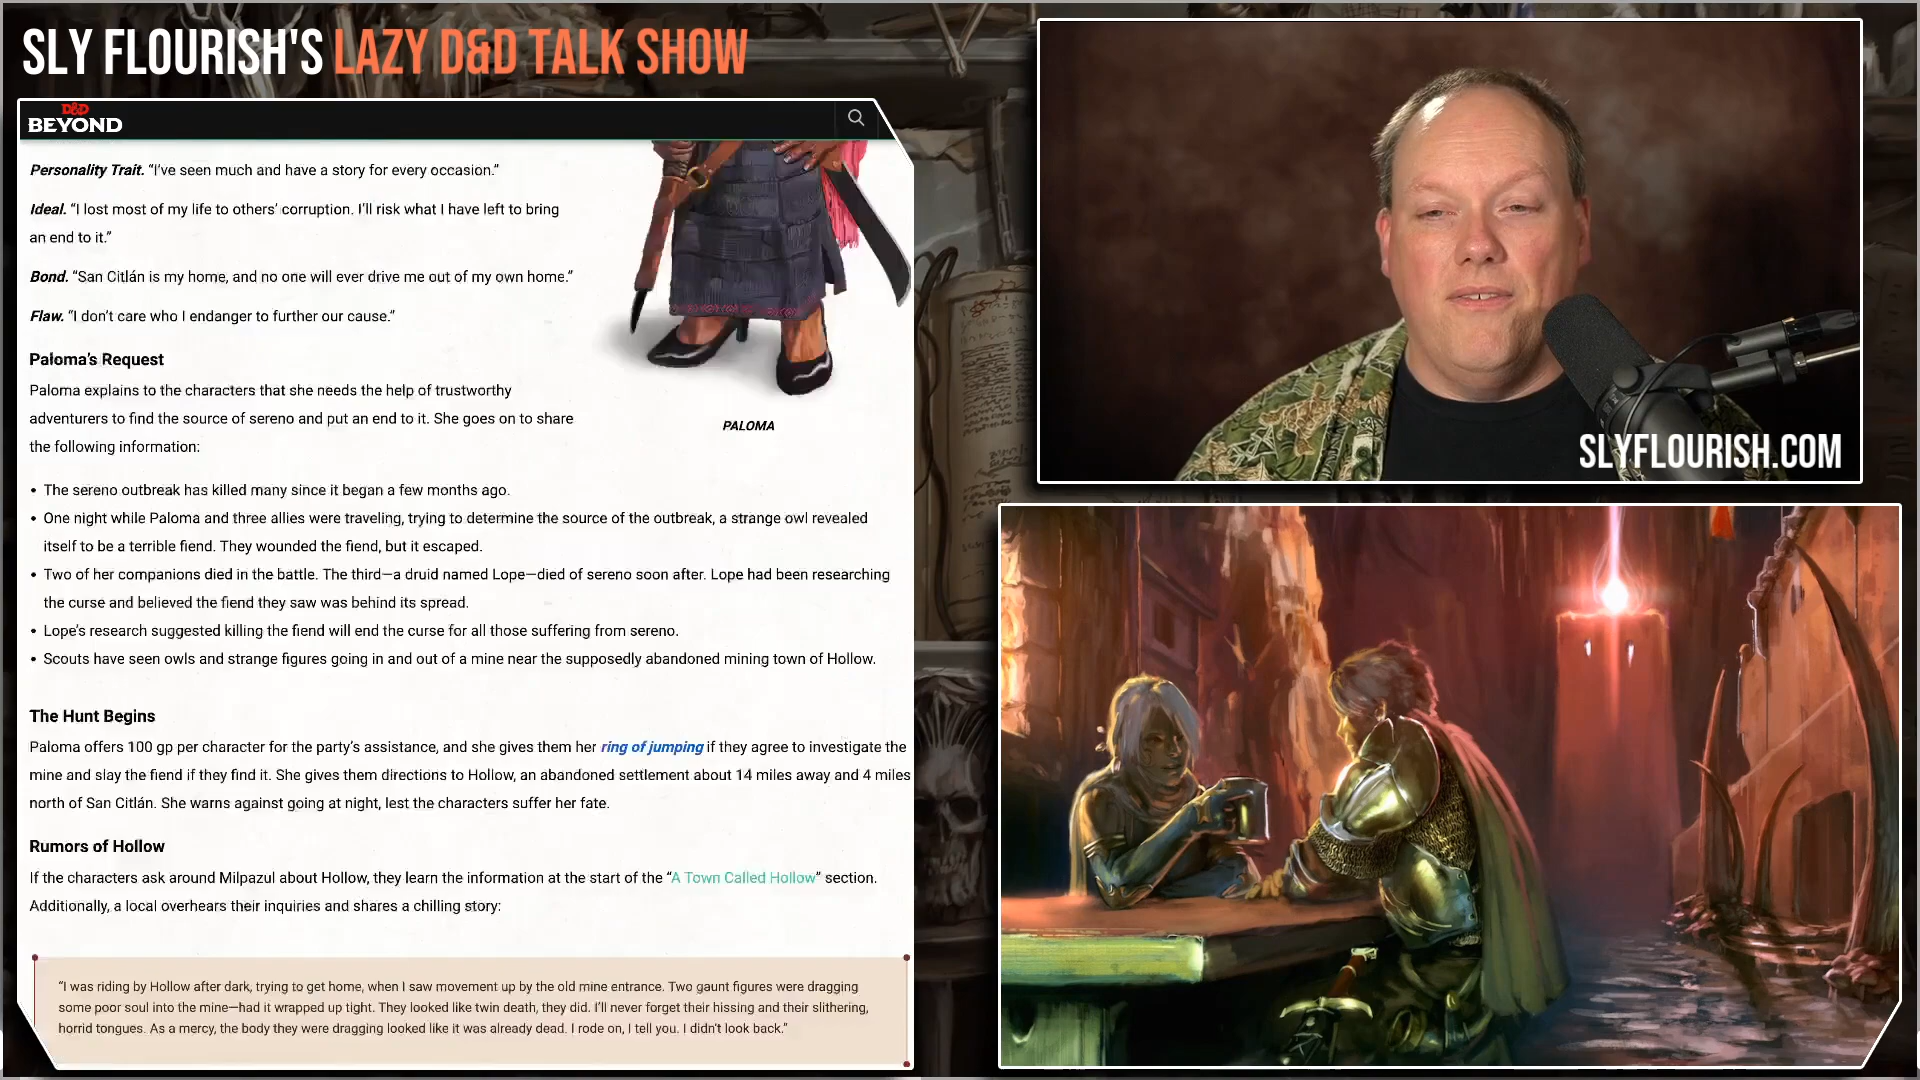 SLY FLOURISH'S LAZY D&D TALK SHOW
D&D
BEYOND
Personality Trait. “I’ve seen much and have a story for every occasion.”
Ideal. “I lost most of my life to others’ corruption. I’ll risk what I have left to bring
an end to it.”
Bond. “San Citlán is my home, and no one will ever drive me out of my own home.”
Flaw. “I don’t care who I endanger to further our cause.”
Paloma’s Request
Paloma explains to the characters that she needs the help of trustworthy
adventurers to find the source of sereno and put an end to it. She goes on to share
the following information:
PALOMA
• The sereno outbreak has killed many since it began a few months ago.
• One night while Paloma and three allies were traveling, trying to determine the source of the outbreak, a strange owl revealed
itself to be a terrible fiend. They wounded the fiend, but it escaped.
• Two of her companions died in the battle. The third—a druid named Lope—died of sereno soon after. Lope had been researching
the curse and believed the fiend they saw was behind its spread.
• Lope’s research suggested killing the fiend will end the curse for all those suffering from sereno.
• Scouts have seen owls and strange figures going in and out of a mine near the supposedly abandoned mining town of Hollow.
The Hunt Begins
Paloma offers 100 gp per character for the party’s assistance, and she gives them her ring of jumping if they agree to investigate the
mine and slay the fiend if they find it. She gives them directions to Hollow, an abandoned settlement about 14 miles away and 4 miles
north of San Citlán. She warns against going at night, lest the characters suffer her fate.
Rumors of Hollow
If the characters ask around Milpazul about Hollow, they learn the information at the start of the “A Town Called Hollow” section.
Additionally, a local overhears their inquiries and shares a chilling story:
“I was riding by Hollow after dark, trying to get home, when I saw movement up by the old mine entrance. Two gaunt figures were dragging
some poor soul into the mine—had it wrapped up tight. They looked like twin death, they did. I’ll never forget their hissing and their slithering,
horrid tongues. As a mercy, the body they were dragging looked like it was already dead. I rode on, I tell you. I didn’t look back.”
SLYFLOURISH.COM